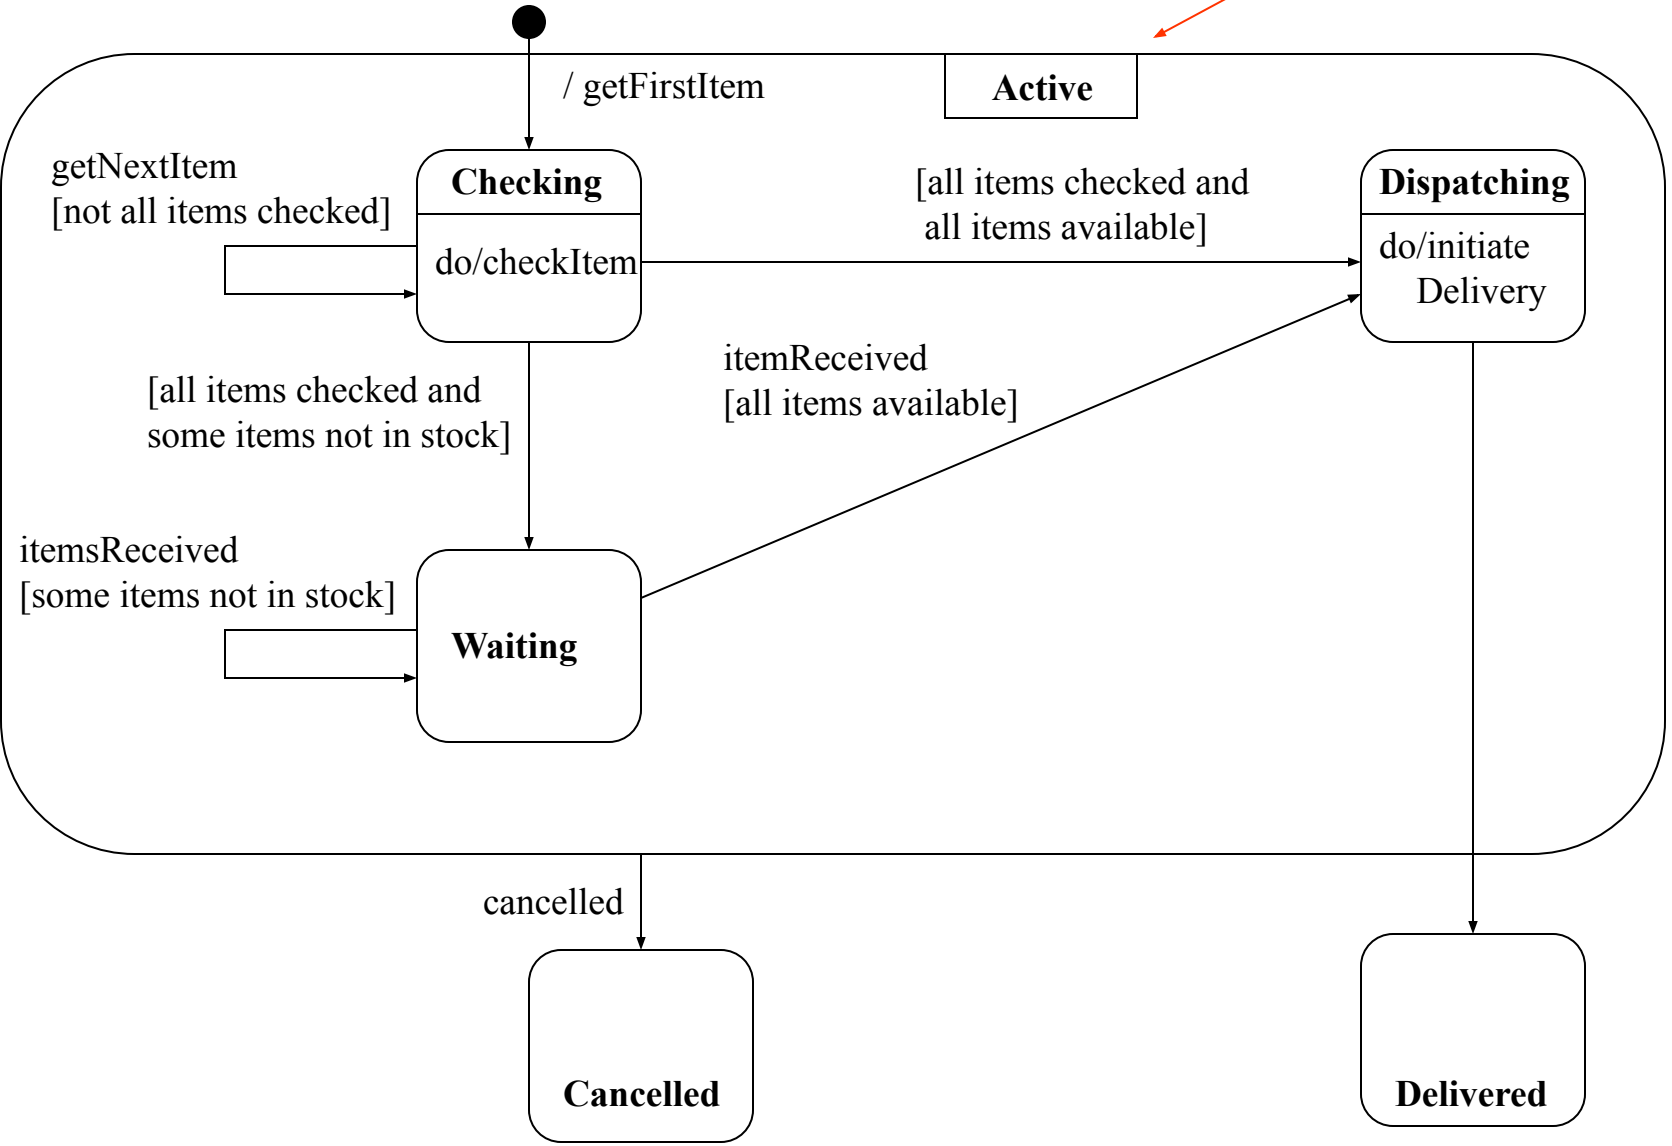 / getFirstItem
Active
getNextItem
[not all items checked]
Checking
do/checkItem
[all items checked and
all items available]
Dispatching
do/initiate
Delivery
[all items checked and
some items not in stock]
itemReceived
[all items available]
itemsReceived
[some items not in stock]
Waiting
cancelled
Cancelled
Delivered